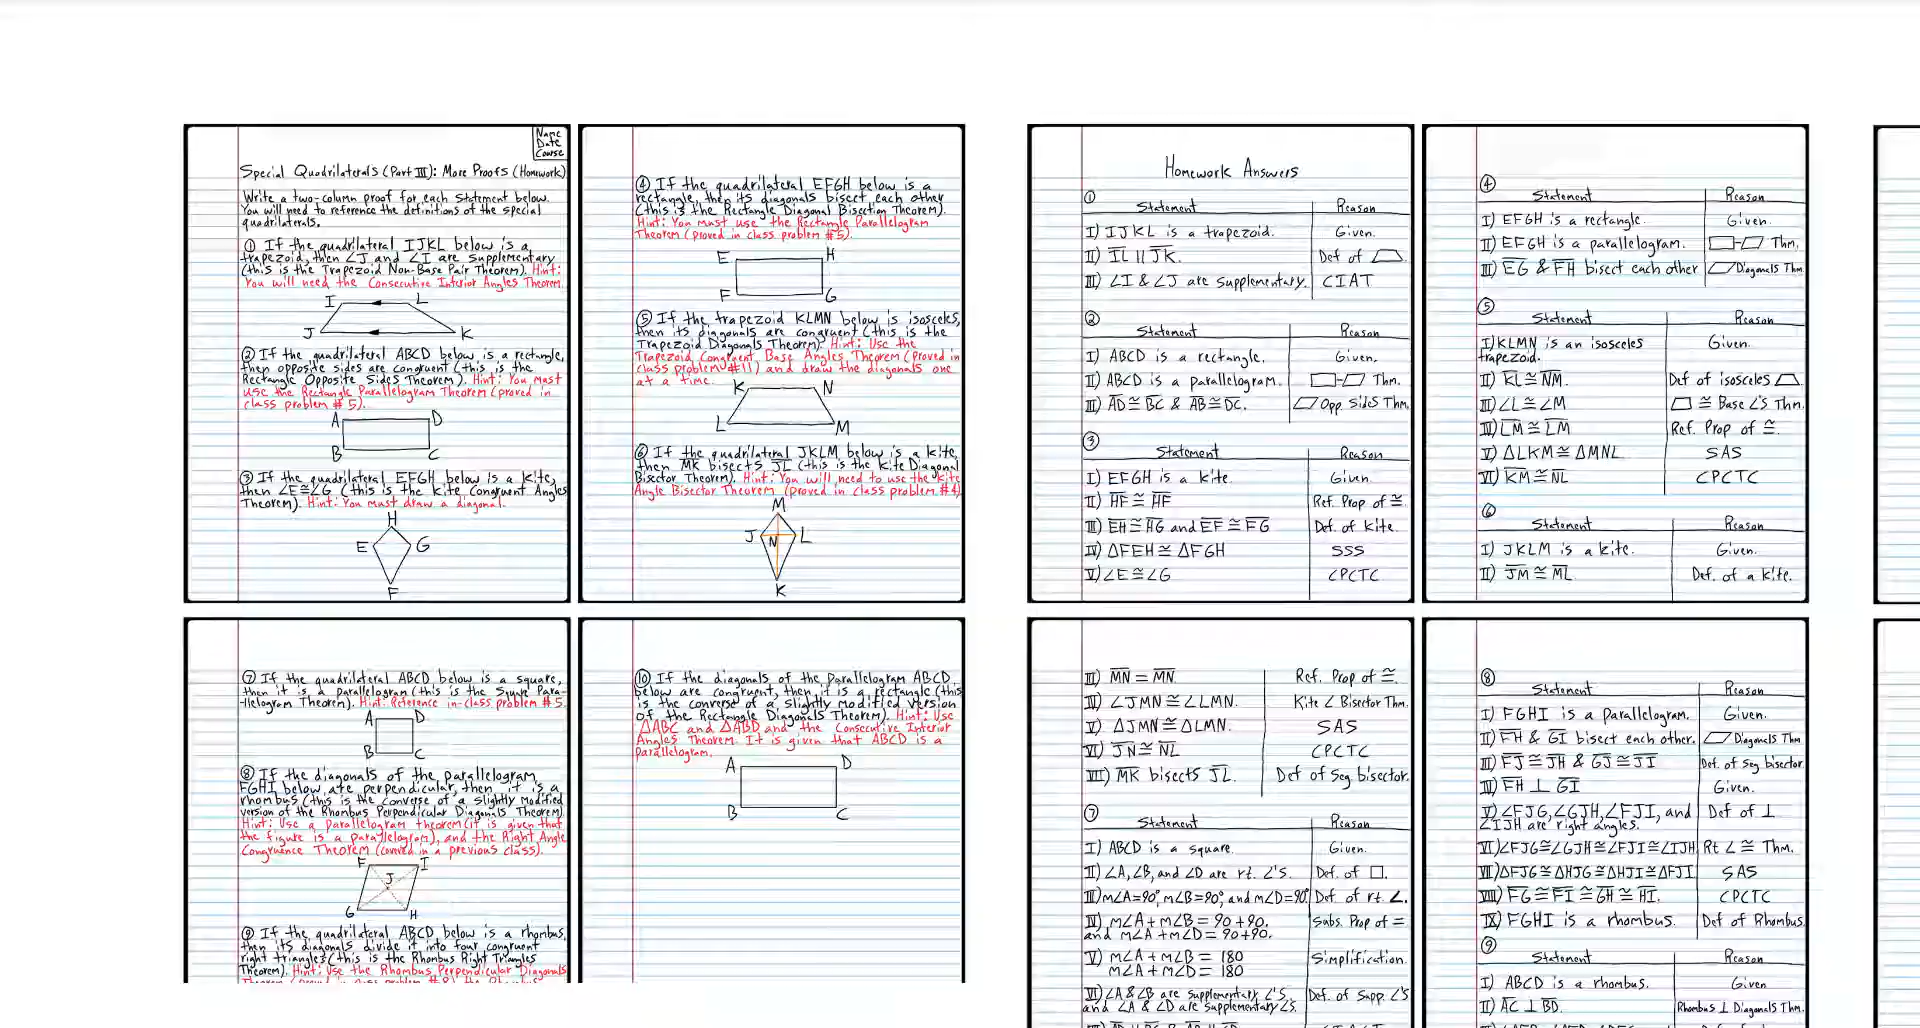 Name
Date
Course
Special Quadrilaterals (Part III): More Proofs (Homework)
Write a two-column proof for each statement below.
You will need to reference the definitions of the special
quadrilaterals.
① If the quadrilateral IJKL below is a
trapezoid, then ∠J and ∠I are supplementary
(this is the Trapezoid Non-Base Pair Theorem). Hint:
You will need the Consecutive Interior Angles Theorem.
I L
J K
② If the quadrilateral ABCD below is a rectangle,
then opposite sides are congruent (this is the
Rectangle Opposite Sides Theorem). Hint: You must
use the Rectangle Parallelogram Theorem (proved in
class problem #5).
A D
B C
③ If the quadrilateral EFGH below is a kite,
then ∠E≅∠G (this is the Kite Congruent Angles
Theorem). Hint: You must draw a diagonal.
H
E G
F
④ If the quadrilateral EFGH below is a
rectangle, then its diagonals bisect each other
(this is the Rectangle Diagonal Bisection Theorem).
Hint: You must use the Rectangle Parallelogram
Theorem (proved in class problem #5).
E H
F G
⑤ If the trapezoid KLMN below is isosceles,
then its diagonals are congruent (this is the
Trapezoid Diagonals Theorem). Hint: Use the
Trapezoid Congruent Base Angles Theorem (proved in
class problem #11) and draw the diagonals one
at a time.
K N
L M
⑥ If the quadrilateral JKLM below is a kite,
then MK bisects JL (this is the Kite Diagonal
Bisector Theorem). Hint: You will need to use the Kite
Angle Bisector Theorem (proved in class problem #4)
M
J N L
K
Homework Answers
①
Statement Reason
I) IJKL is a trapezoid. Given.
II) IL || JK. Def of ⏢.
III) ∠I & ∠J are supplementary. CIAT
②
Statement Reason
I) ABCD is a rectangle. Given.
II) ABCD is a parallelogram. ▭-▱ Thm.
III) AD≅BC & AB≅DC. ▱ Opp. Sides Thm.
③
Statement Reason
I) EFGH is a kite. Given.
II) HF ≅ HF Ref. Prop of ≅.
III) EH≅HG and EF≅FG Def. of kite.
IV) ΔFEH≅ΔFGH SSS
V) ∠E≅∠G CPCTC
④
Statement Reason
I) EFGH is a rectangle. Given.
II) EFGH is a parallelogram. ▭-▱ Thm.
III) EG & FH bisect each other ▱Diagonals Thm.
⑤
Statement Reason
I) KLMN is an isosceles Given.
trapezoid.
II) KL≅NM. Def of isosceles ⏢.
III) ∠L≅∠M ⏢ ≅ Base ∠'s Thm.
IV) LM≅LM Ref. Prop of ≅.
V) ΔLKM≅ΔMNL SAS
VI) KM≅NL CPCTC
⑥
Statement Reason
I) JKLM is a kite. Given.
II) JM≅ML Def. of a kite.
⑦ If the quadrilateral ABCD below is a square,
then it is a parallelogram (this is the Square Para-
-llelogram Theorem). Hint: Reference in-class problem #5.
A D
B C
⑧ If the diagonals of the parallelogram
FGHI below are perpendicular, then it is a
rhombus (this is the converse of a slightly modified
version of the Rhombus Perpendicular Diagonals Theorem).
Hint: Use a parallelogram theorem (it is given that
the figure is a parallelogram), and the Right Angle
Congruence Theorem (covered in a previous class).
F I
J
G H
⑨ If the quadrilateral ABCD below is a rhombus,
then its diagonals divide it into four congruent
right triangles (this is the Rhombus Right Triangles
Theorem). Hint: Use the Rhombus Perpendicular Diagonals
⑩ If the diagonals of the parallelogram ABCD
below are congruent, then it is a rectangle (this
is the converse of a slightly modified version
of the Rectangle Diagonals Theorem). Hint: Use
ΔABC and ΔABD and the Consecutive Interior
Angles Theorem. It is given that ABCD is a
parallelogram.
A D
B C
III) MN = MN Ref. Prop of ≅.
IV) ∠JMN≅∠LMN. Kite ∠ Bisector Thm.
V) ΔJMN≅ΔLMN. SAS
VI) JN≅NL CPCTC
VII) MK bisects JL. Def of Seg bisector.
⑦
Statement Reason
I) ABCD is a square. Given.
II) ∠A, ∠B, and ∠D are rt. ∠'s. Def. of □.
III) m∠A=90°, m∠B=90°, and m∠D=90° Def. of rt ∠.
IV) m∠A+m∠B=90+90. Subs. Prop of =
and m∠A+m∠D=90+90.
V) m∠A+m∠B=180 Simplification.
m∠A+m∠D=180
VI) ∠A & ∠B are supplementary ∠'s Def. of Supp. ∠'s
and ∠A & ∠D are supplementary ∠s.
⑧
Statement Reason
I) FGHI is a parallelogram. Given.
II) FH & GI bisect each other. ▱Diagonals Thm
III) FJ≅JH & GJ≅JI Def. of Seg bisector.
IV) FH ⊥ GI Given.
V) ∠FJG, ∠GJH, ∠FJI, and Def of ⊥
∠IJH are right angles.
VI) ∠FJG≅∠GJH≅∠FJI≅∠IJH Rt ∠ ≅ Thm.
VII) ΔFJG≅ΔHJG≅ΔHJI≅ΔFJI SAS
VIII) FG≅FI≅GH≅HI. CPCTC
IX) FGHI is a rhombus. Def of Rhombus.
⑨
Statement Reason
I) ABCD is a rhombus. Given
II) AC ⊥ BD. Rhombus ⊥ Diagonals Thm.